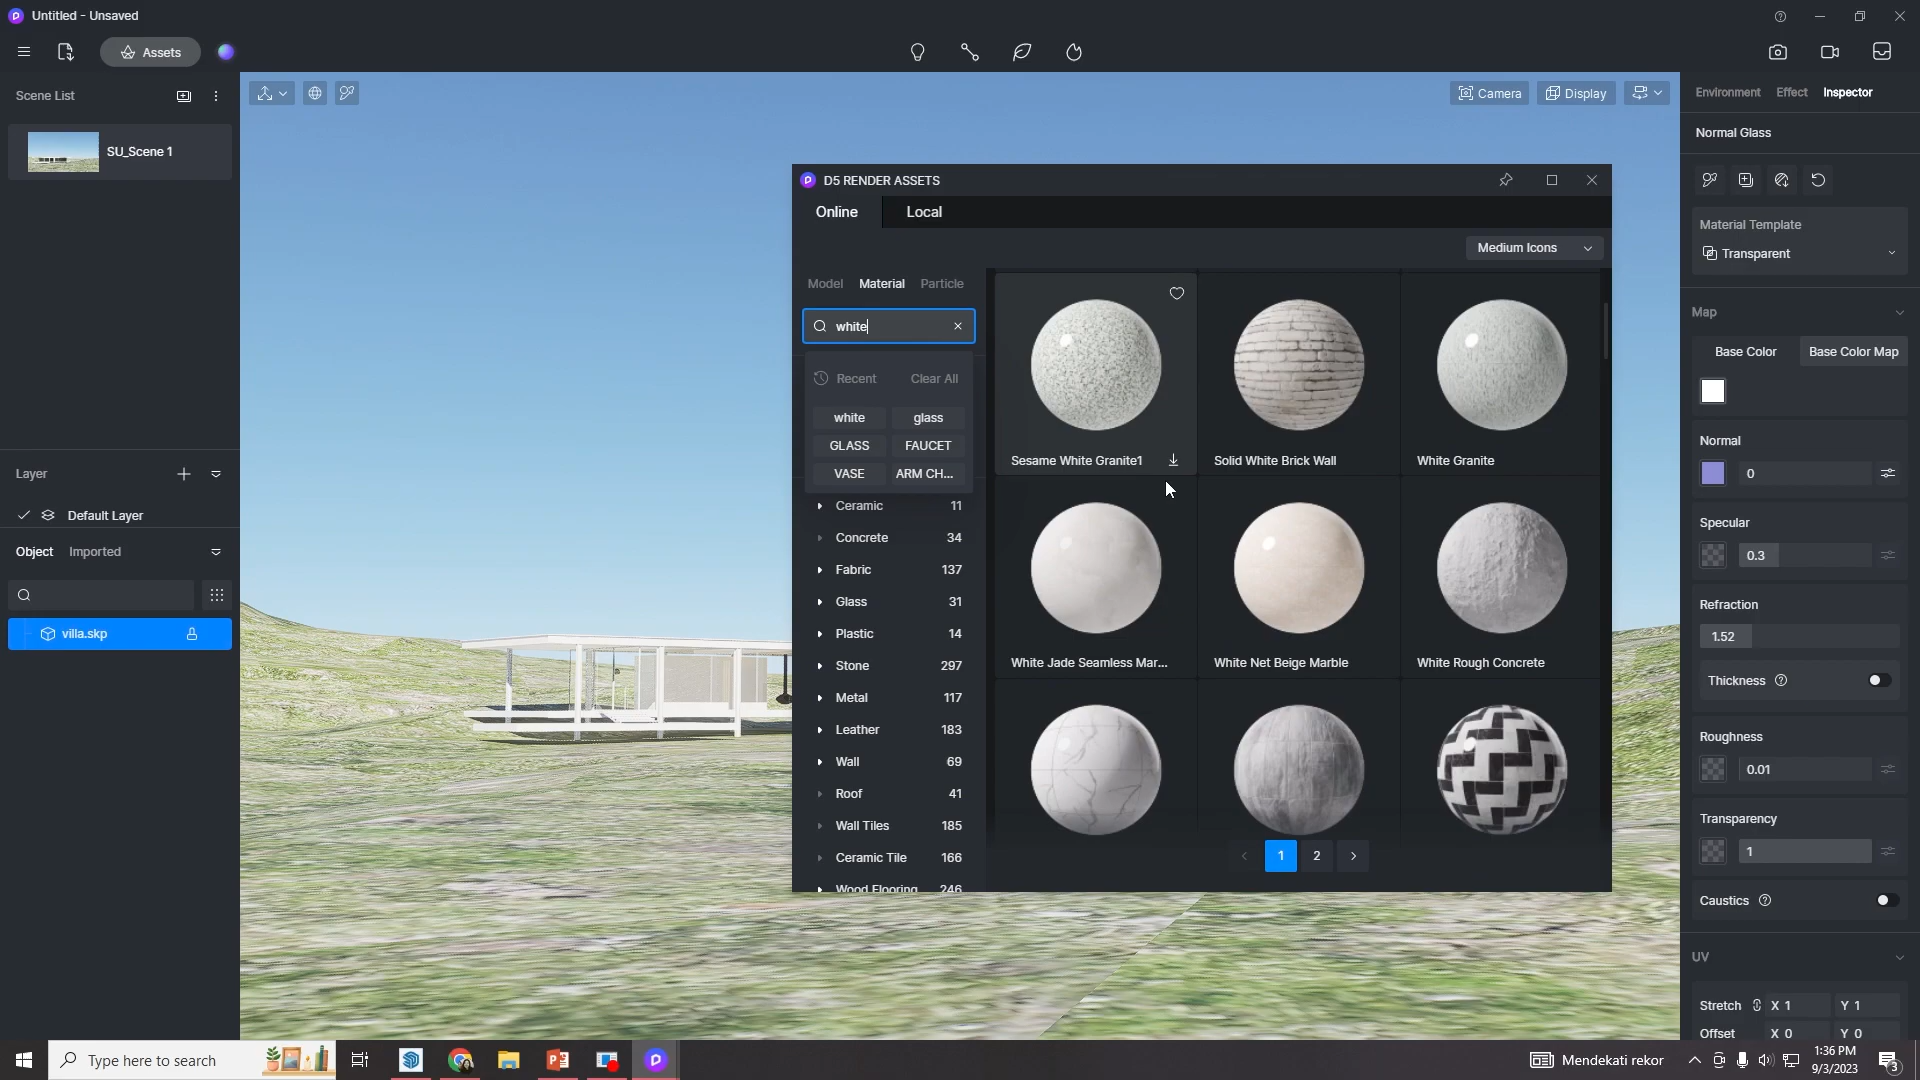 Untitled - Unsaved
Assets
Scene List
SU_Scene 1
Layer
Default Layer
Object Imported
villa.skp
Camera
Display
D5 RENDER ASSETS
Online Local
Medium Icons
Model Material Particle
white
Recent Clear All
white glass
GLASS FAUCET
VASE ARM CH...
Ceramic 11
Concrete 34
Fabric 137
Glass 31
Plastic 14
Stone 297
Metal 117
Leather 183
Wall 69
Roof 41
Wall Tiles 185
Ceramic Tile 166
Wood Flooring 246
Sesame White Granite1
Solid White Brick Wall
White Granite
White Jade Seamless Mar...
White Net Beige Marble
White Rough Concrete
1 2
Environment Effect Inspector
Normal Glass
Material Template
Transparent
Map
Base Color Base Color Map
Normal
0
Specular
0.3
Refraction
1.52
Thickness
Roughness
0.01
Transparency
1
Caustics
UV
Stretch X 1 Y 1
Offset X 0 Y 0
Type here to search
Mendekati rekor
1:36 PM
9/3/2023
3